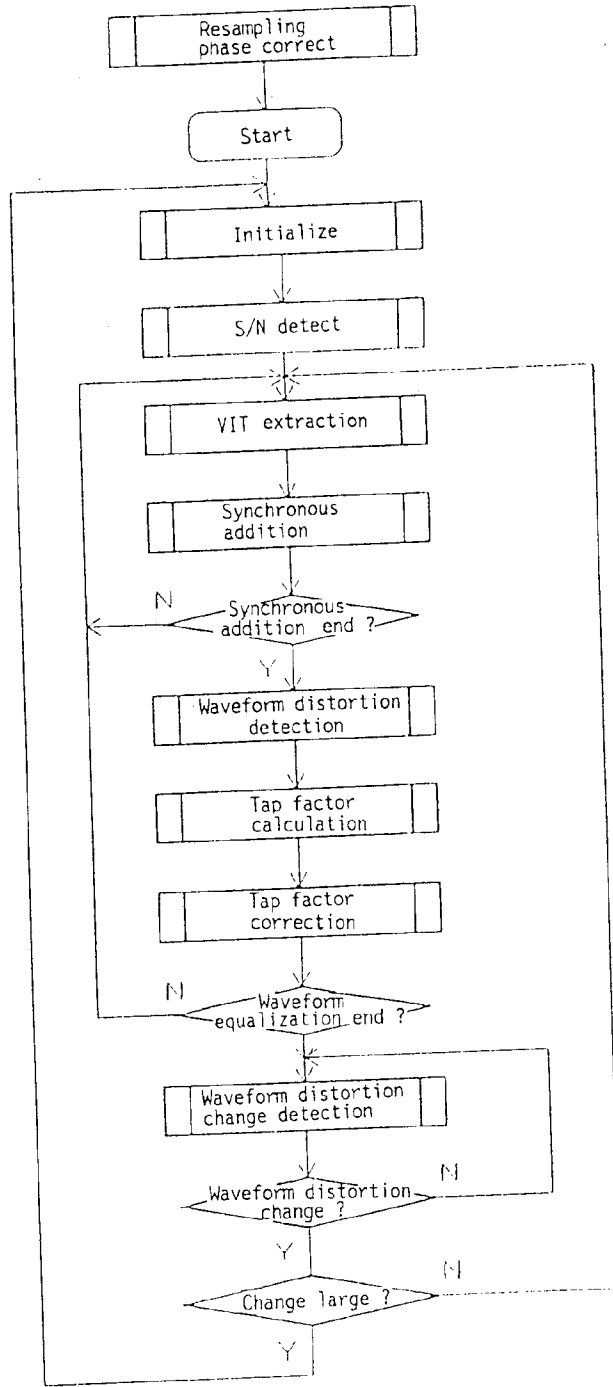 Resampling
phase correct
Start
Initialize
S/N detect
VIT extraction
Synchronous
addition
N
Synchronous
addition end ?
Y
Waveform distortion
detection
Tap factor
calculation
Tap factor
correction
N
Waveform
equalization end ?
Waveform distortion
change detection
N
Waveform distortion
change ?
Y
N
Change large ?
Y